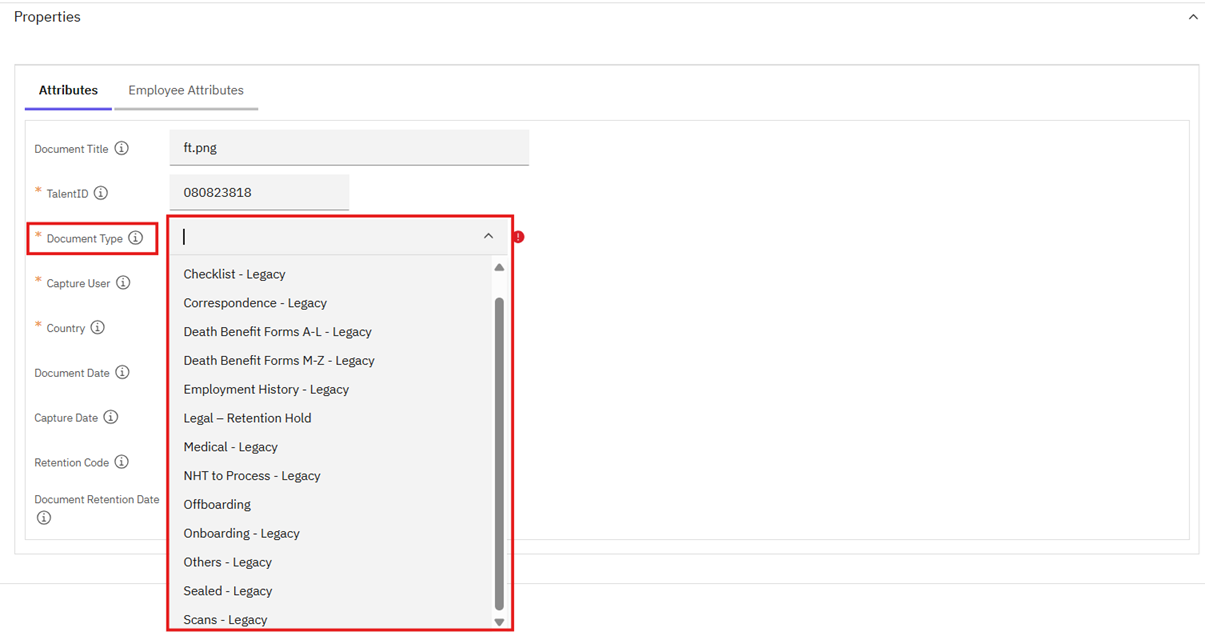 Properties
Attributes Employee Attributes
Document Title ft.png
* TalentID 080823818
* Document Type
* Capture User
* Country
Document Date
Capture Date
Retention Code
Document Retention Date
Checklist - Legacy
Correspondence - Legacy
Death Benefit Forms A-L - Legacy
Death Benefit Forms M-Z - Legacy
Employment History - Legacy
Legal – Retention Hold
Medical - Legacy
NHT to Process - Legacy
Offboarding
Onboarding - Legacy
Others - Legacy
Sealed - Legacy
Scans - Legacy